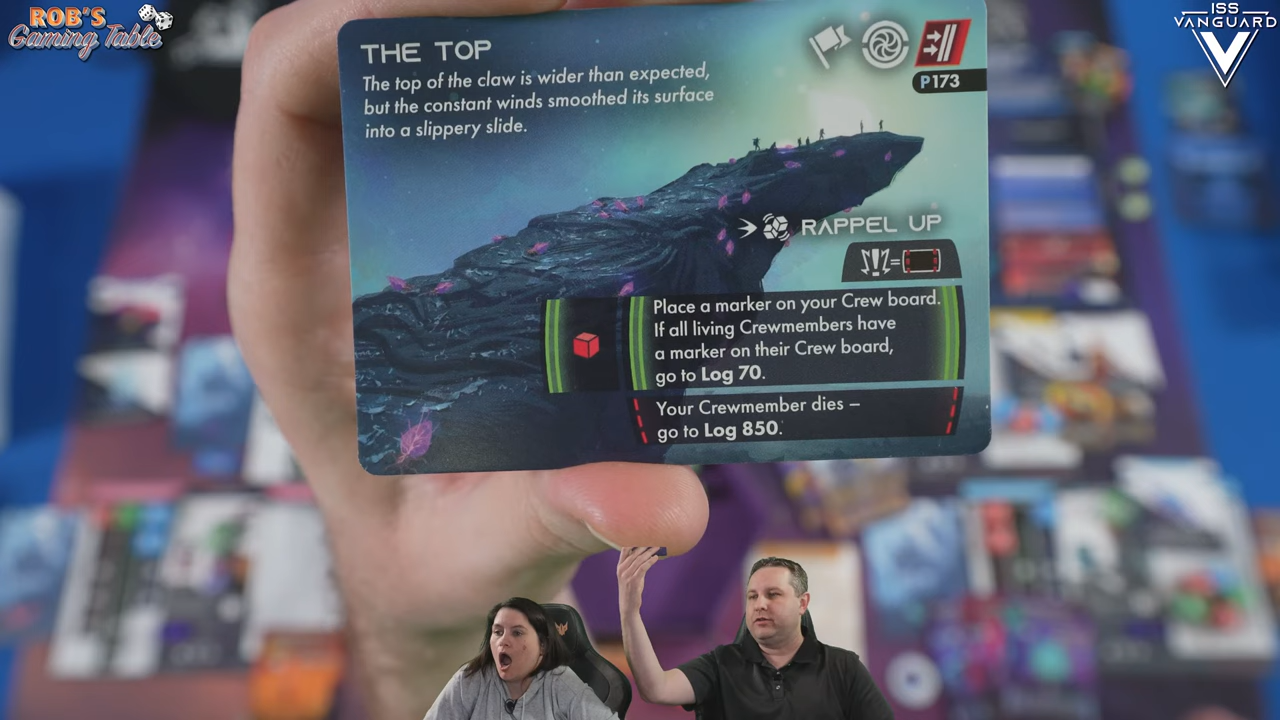 ROB'S
Gaming Table
ISS
VANGUARD
THE TOP
The top of the claw is wider than expected,
but the constant winds smoothed its surface
into a slippery slide.
P173
RAPPEL UP
=
Place a marker on your Crew board.
If all living Crewmembers have
a marker on their Crew board,
go to Log 70.
Your Crewmember dies –
go to Log 850.